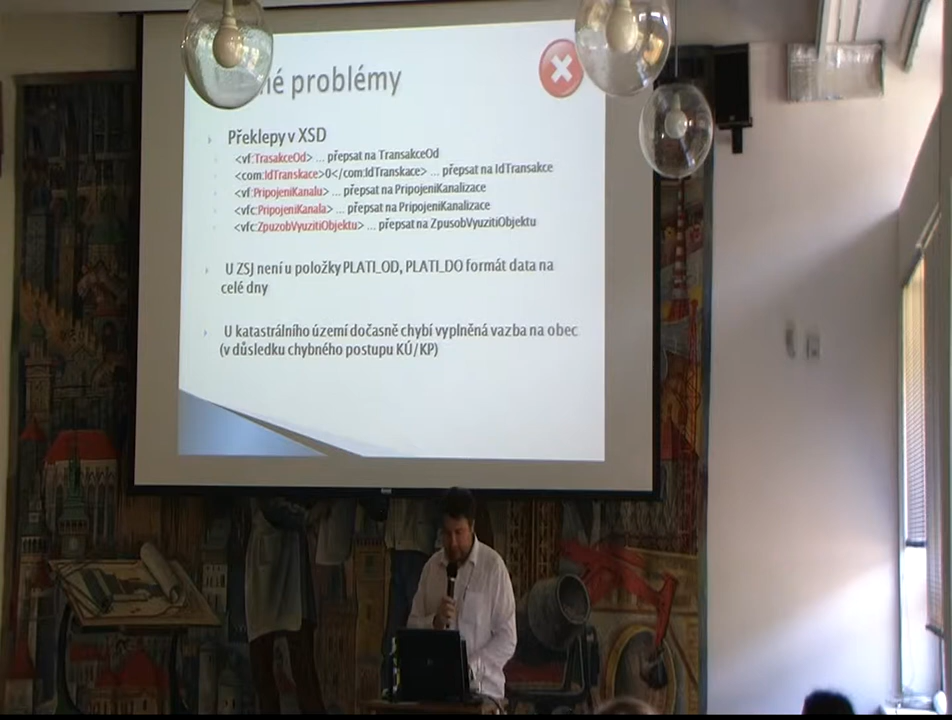 problémy
Překlepy v XSD
<vf:TrasakceOd> ... přepsat na TransakceOd
<com:IdTranskace>0</com:IdTranskace> ... přepsat na IdTransakce
<vf:PripojeniKanalu> ... přepsat na PripojeniKanalizace
<vfc:PripojeniKanala> ... přepsat na PripojeniKanalizace
<vfc:ZpuzobVyuzitiObjektu> ... přepsat na ZpusobVyuzitiObjektu
U ZSJ není u položky PLATI_OD, PLATI_DO formát data na
celé dny
U katastrálního území dočasně chybí vyplněná vazba na obec
(v důsledku chybného postupu KÚ/KP)